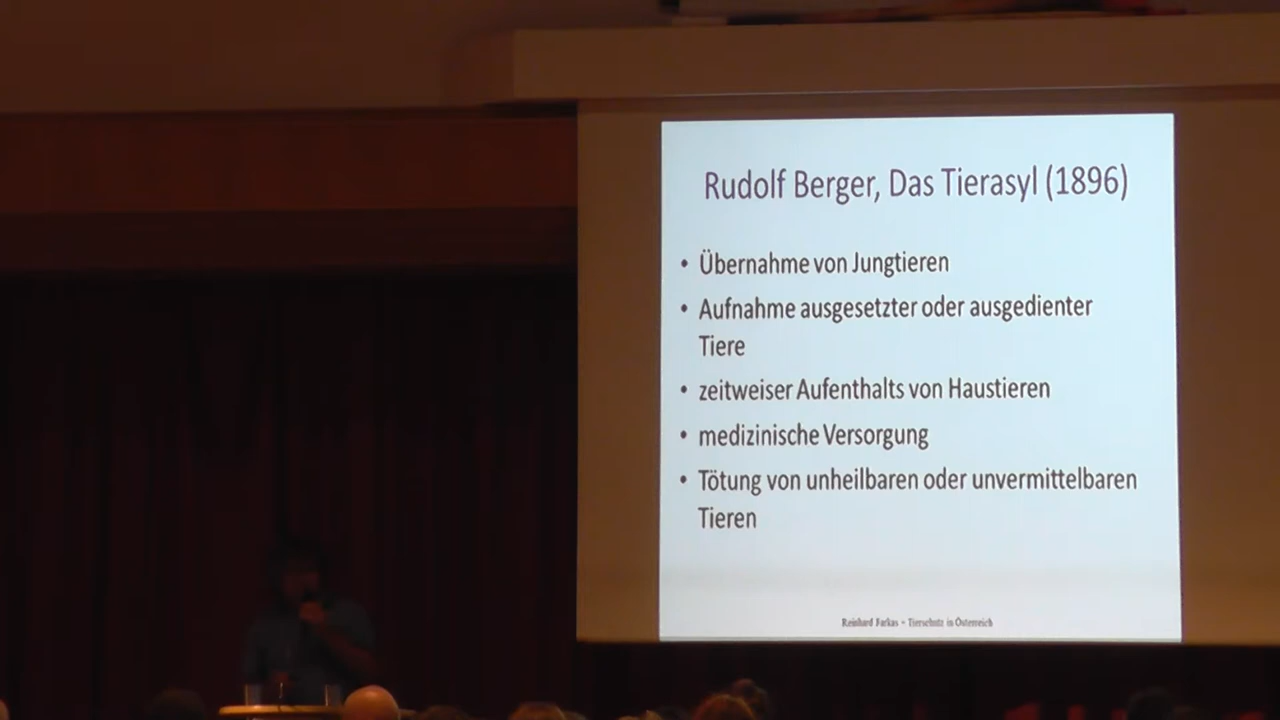 Rudolf Berger, Das Tierasyl (1896)
• Übernahme von Jungtieren
• Aufnahme ausgesetzter oder ausgedienter
Tiere
• zeitweiser Aufenthalts von Haustieren
• medizinische Versorgung
• Tötung von unheilbaren oder unvermittelbaren
Tieren
Reinhard Farkas – Tierschutz in Österreich